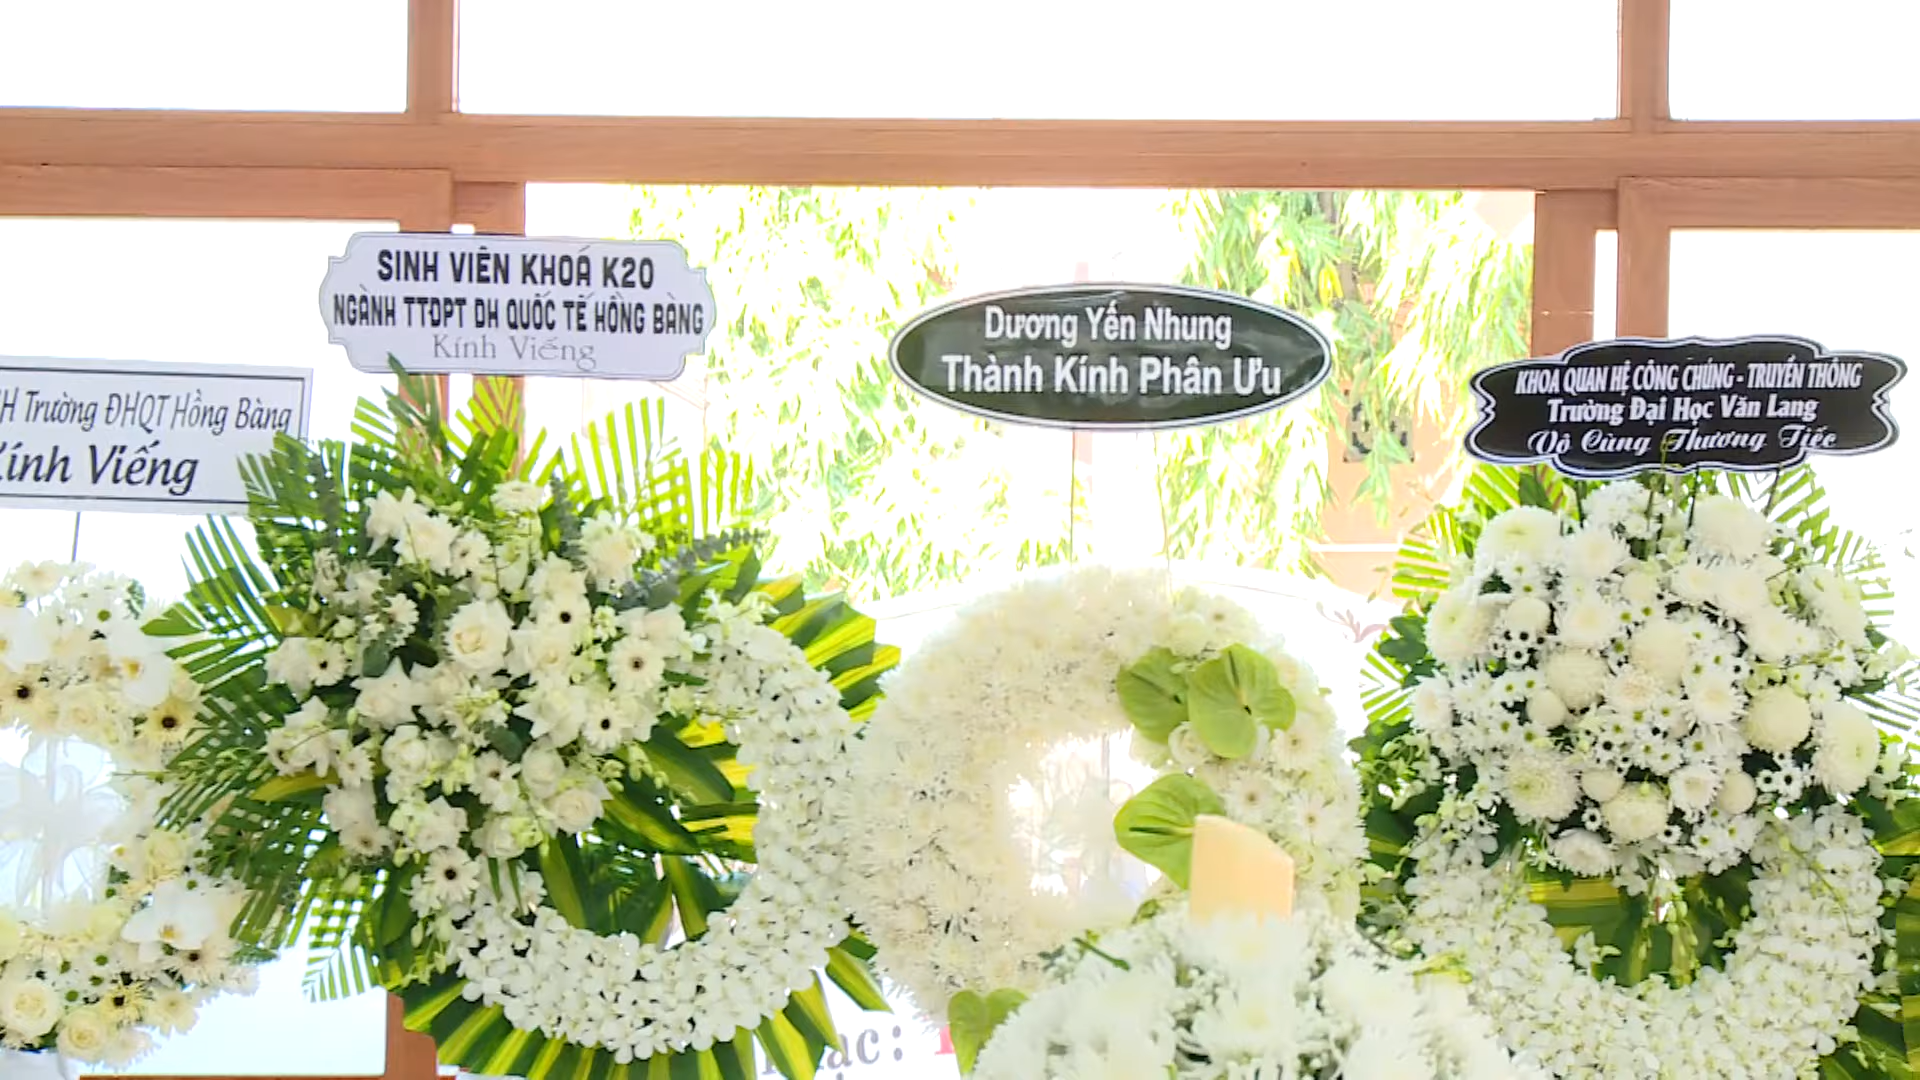 H Trường ĐHQT Hồng Bàng
Kính Viếng
SINH VIÊN KHOÁ K20
NGÀNH TTĐPT DH QUỐC TẾ HỒNG BÀNG
Kính Viếng
Dương Yến Nhung
Thành Kính Phân Ưu
KHOA QUAN HỆ CÔNG CHÚNG - TRUYỀN THÔNG
Trường Đại Học Văn Lang
Vô Cùng Thương Tiếc